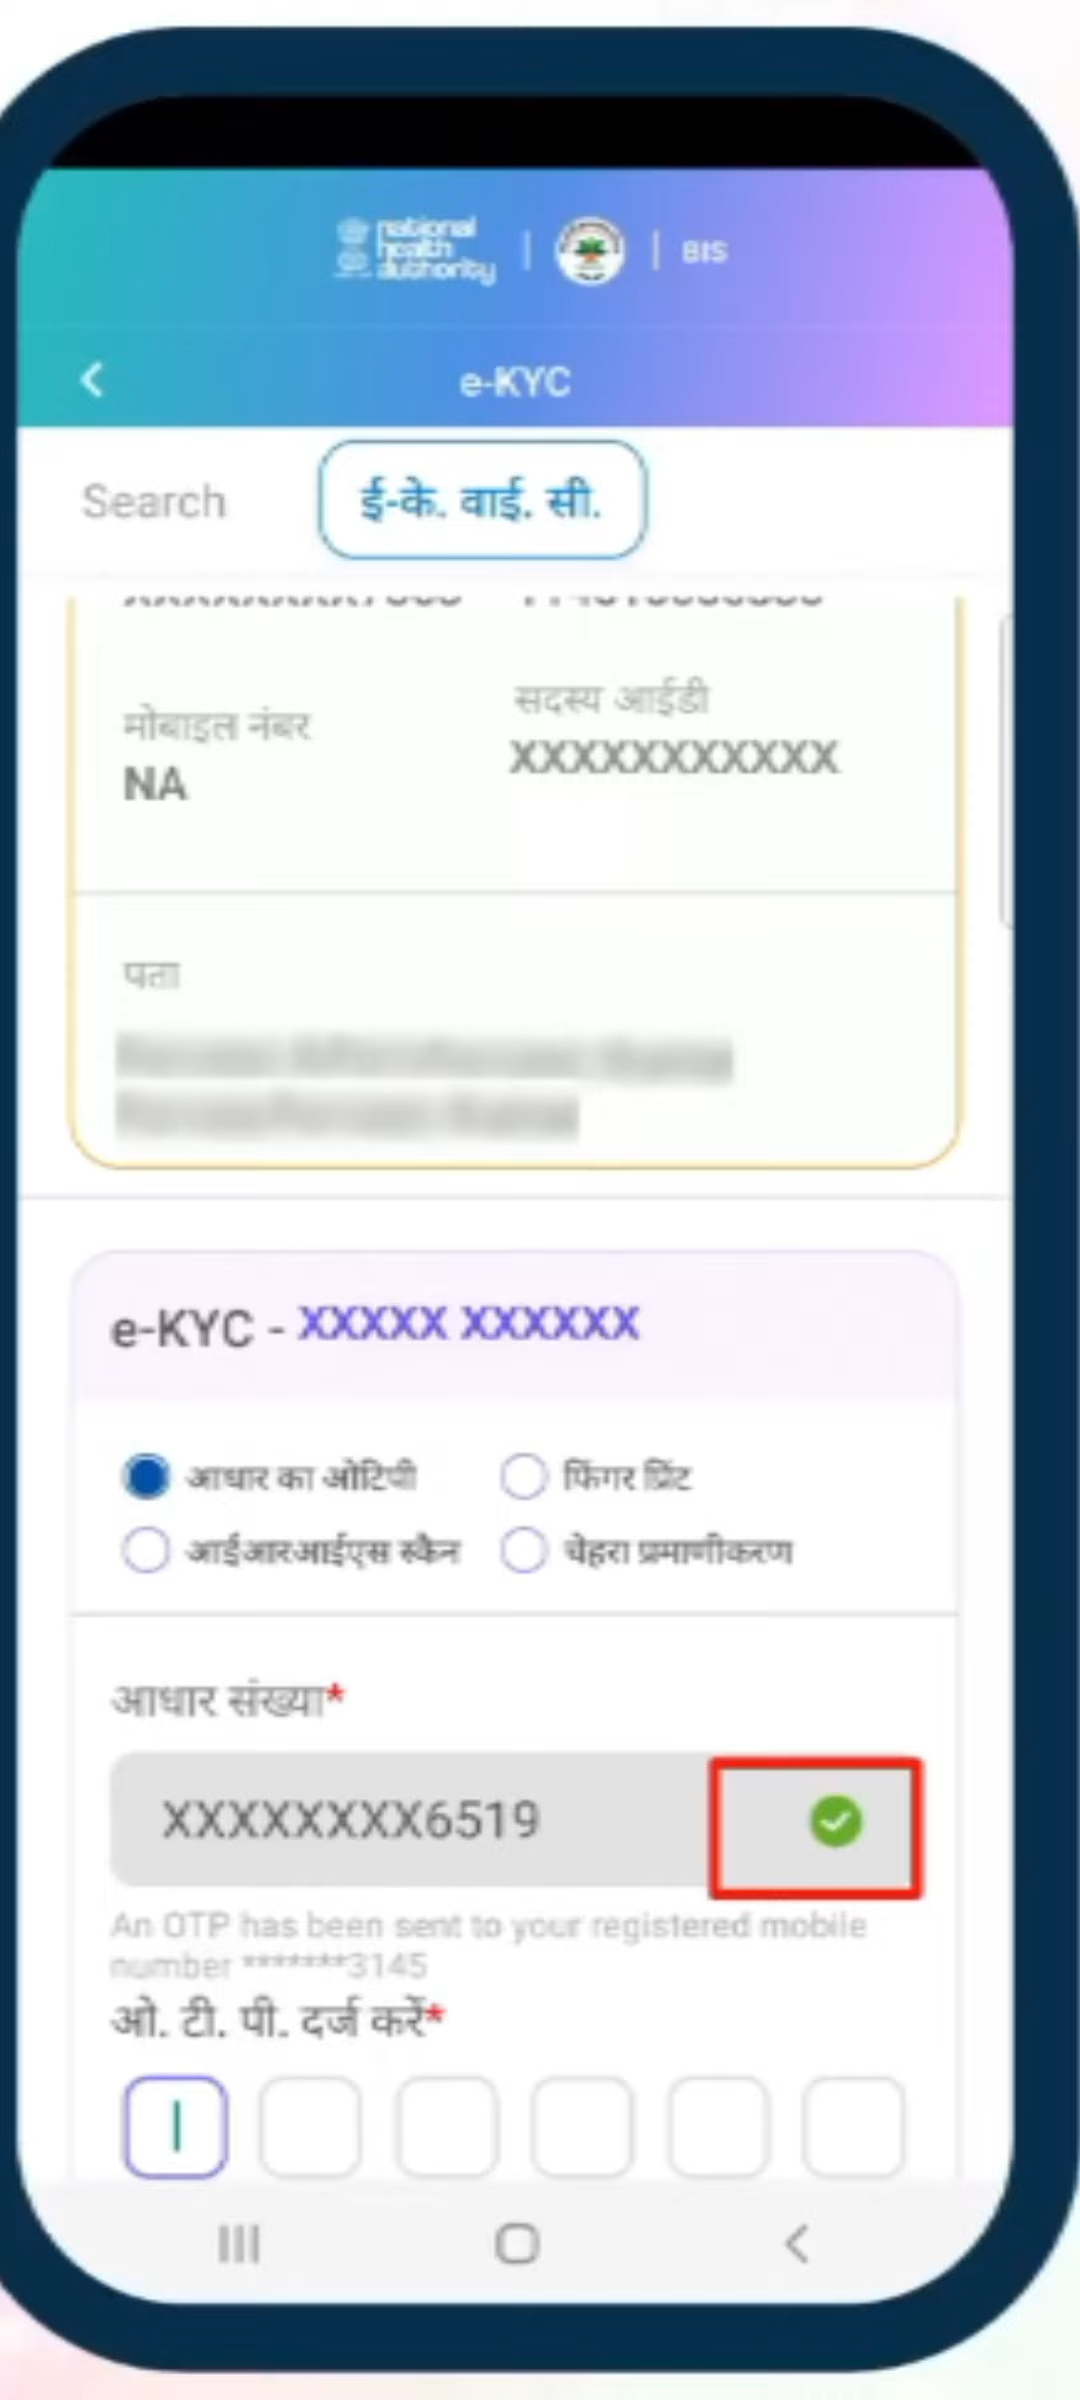 national
health
authority
BIS
e-KYC
Search ई-के. वाई. सी.
मोबाइल नंबर सदस्य आईडी
NA XXXXXXXXXXX
पता
e-KYC - XXXXX XXXXXX
आधार का ओटिपी फिंगर प्रिंट
आईआरआईएस स्कैन चेहरा प्रमाणीकरण
आधार संख्या*
XXXXXXXX6519
An OTP has been sent to your registered mobile
number *******3145
ओ. टी. पी. दर्ज करें*